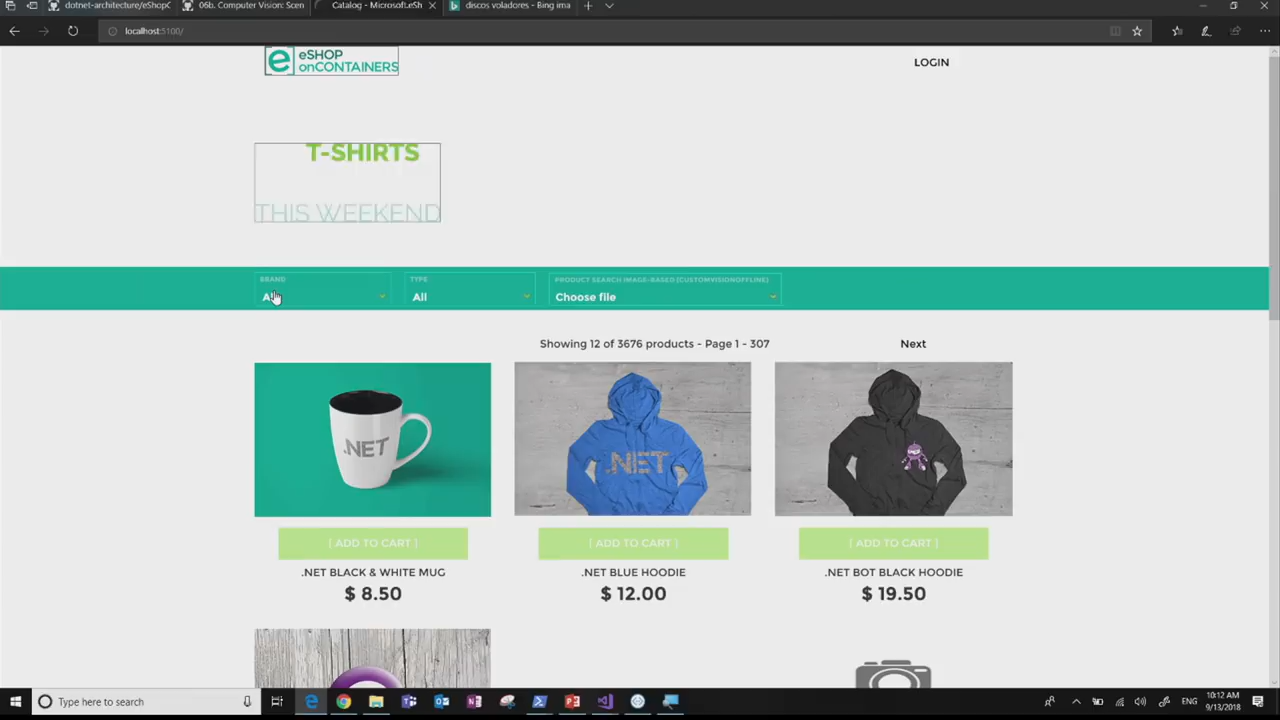 dotnet-architecture/eShopC
06b. Computer Vision: Scen
Catalog - Microsoft.eSh
discos voladores - Bing ima
localhost:5100/
eSHOP
onCONTAINERS
LOGIN
T-SHIRTS
THIS WEEKEND
BRAND
TYPE
PRODUCT SEARCH IMAGE-BASED (CUSTOMVISIONOFFLINE)
All
Choose file
Showing 12 of 3676 products - Page 1 - 307
Next
.NET
.NET
[ ADD TO CART ]
[ ADD TO CART ]
[ ADD TO CART ]
.NET BLACK & WHITE MUG
.NET BLUE HOODIE
.NET BOT BLACK HOODIE
$ 8.50
$ 12.00
$ 19.50
Type here to search
ENG
10:12 AM
9/13/2018